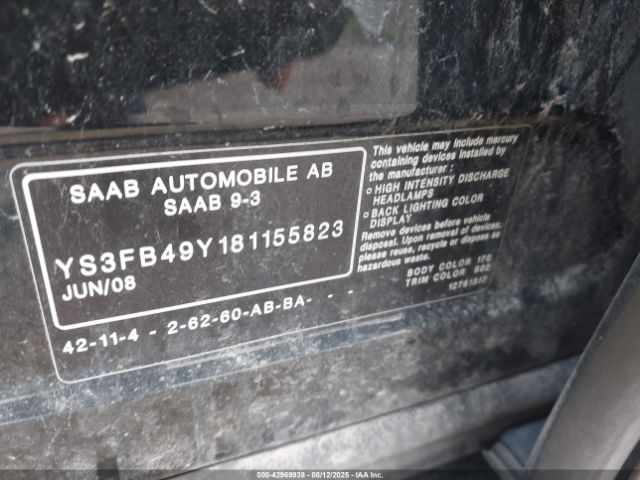 SAAB AUTOMOBILE AB
SAAB 9-3
YS3FB49Y181155823
JUN/08
42-11-4 - 2-62-60-AB-BA- - -
This vehicle may include mercury
containing devices installed by
the manufacturer :
o HIGH INTENSITY DISCHARGE
HEADLAMPS
o BACK LIGHTING COLOR
DISPLAY
Remove devices before vehicle
disposal. Upon removal of devices,
please reuse, recycle or dispose as
hazardous waste.
BODY COLOR 170
TRIM COLOR B02
000-42969938 - 08/12/2025 - IAA Inc.